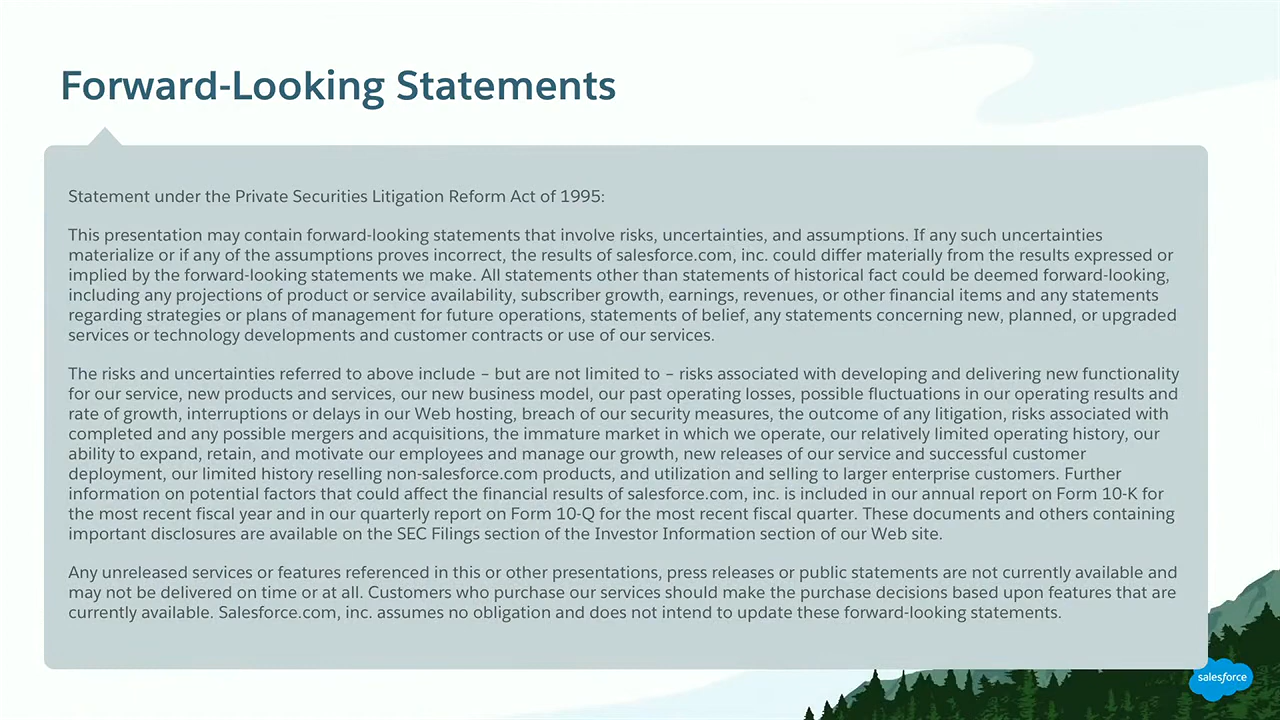 Forward-Looking Statements
Statement under the Private Securities Litigation Reform Act of 1995:
This presentation may contain forward-looking statements that involve risks, uncertainties, and assumptions. If any such uncertainties
materialize or if any of the assumptions proves incorrect, the results of salesforce.com, inc. could differ materially from the results expressed or
implied by the forward-looking statements we make. All statements other than statements of historical fact could be deemed forward-looking,
including any projections of product or service availability, subscriber growth, earnings, revenues, or other financial items and any statements
regarding strategies or plans of management for future operations, statements of belief, any statements concerning new, planned, or upgraded
services or technology developments and customer contracts or use of our services.
The risks and uncertainties referred to above include – but are not limited to – risks associated with developing and delivering new functionality
for our service, new products and services, our new business model, our past operating losses, possible fluctuations in our operating results and
rate of growth, interruptions or delays in our Web hosting, breach of our security measures, the outcome of any litigation, risks associated with
completed and any possible mergers and acquisitions, the immature market in which we operate, our relatively limited operating history, our
ability to expand, retain, and motivate our employees and manage our growth, new releases of our service and successful customer
deployment, our limited history reselling non-salesforce.com products, and utilization and selling to larger enterprise customers. Further
information on potential factors that could affect the financial results of salesforce.com, inc. is included in our annual report on Form 10-K for
the most recent fiscal year and in our quarterly report on Form 10-Q for the most recent fiscal quarter. These documents and others containing
important disclosures are available on the SEC Filings section of the Investor Information section of our Web site.
Any unreleased services or features referenced in this or other presentations, press releases or public statements are not currently available and
may not be delivered on time or at all. Customers who purchase our services should make the purchase decisions based upon features that are
currently available. Salesforce.com, inc. assumes no obligation and does not intend to update these forward-looking statements.
salesforce